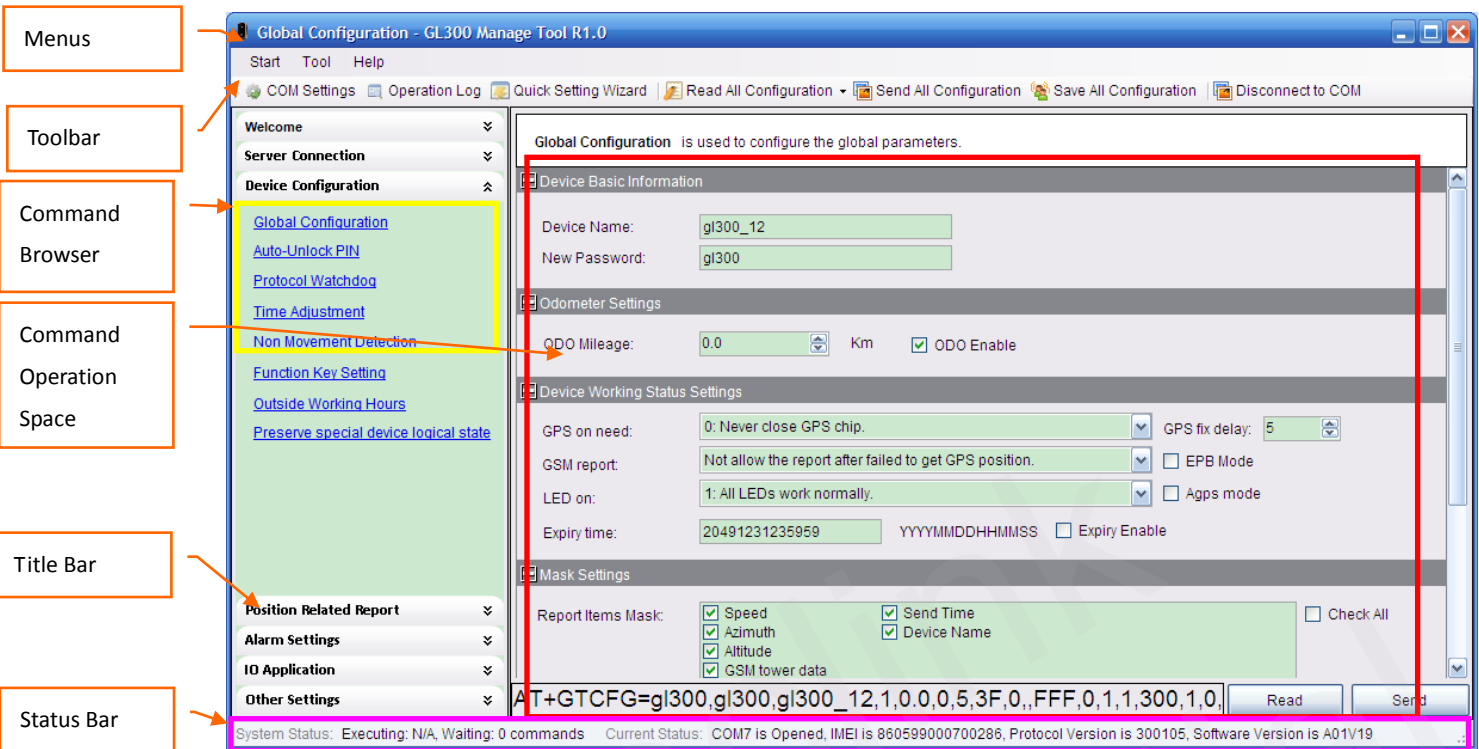 Menus
Toolbar
Command
Browser
Command
Operation
Space
Title Bar
Status Bar
Global Configuration - GL300 Manage Tool R1.0
Start Tool Help
COM Settings Operation Log Quick Setting Wizard Read All Configuration Send All Configuration Save All Configuration Disconnect to COM
Welcome
Server Connection
Device Configuration
Global Configuration
Auto-Unlock PIN
Protocol Watchdog
Time Adjustment
Non Movement Detection
Function Key Setting
Outside Working Hours
Preserve special device logical state
Position Related Report
Alarm Settings
IO Application
Other Settings
Global Configuration is used to configure the global parameters.
Device Basic Information
Device Name: gl300_12
New Password: gl300
Odometer Settings
ODO Mileage: 0.0 Km ODO Enable
Device Working Status Settings
GPS on need: 0: Never close GPS chip. GPS fix delay: 5
GSM report: Not allow the report after failed to get GPS position. EPB Mode
LED on: 1: All LEDs work normally. Agps mode
Expiry time: 20491231235959 YYYYMMDDHHMMSS Expiry Enable
Mask Settings
Report Items Mask: Speed Send Time Check All
Azimuth Device Name
Altitude
GSM tower data
AT+GTCFG=gl300,gl300,gl300_12,1,0.0,0,5,3F,0,,FFF,0,1,1,300,1,0,
Read Send
System Status: Executing: N/A, Waiting: 0 commands Current Status: COM7 is Opened, IMEI is 860599000700286, Protocol Version is 300105, Software Version is A01V19